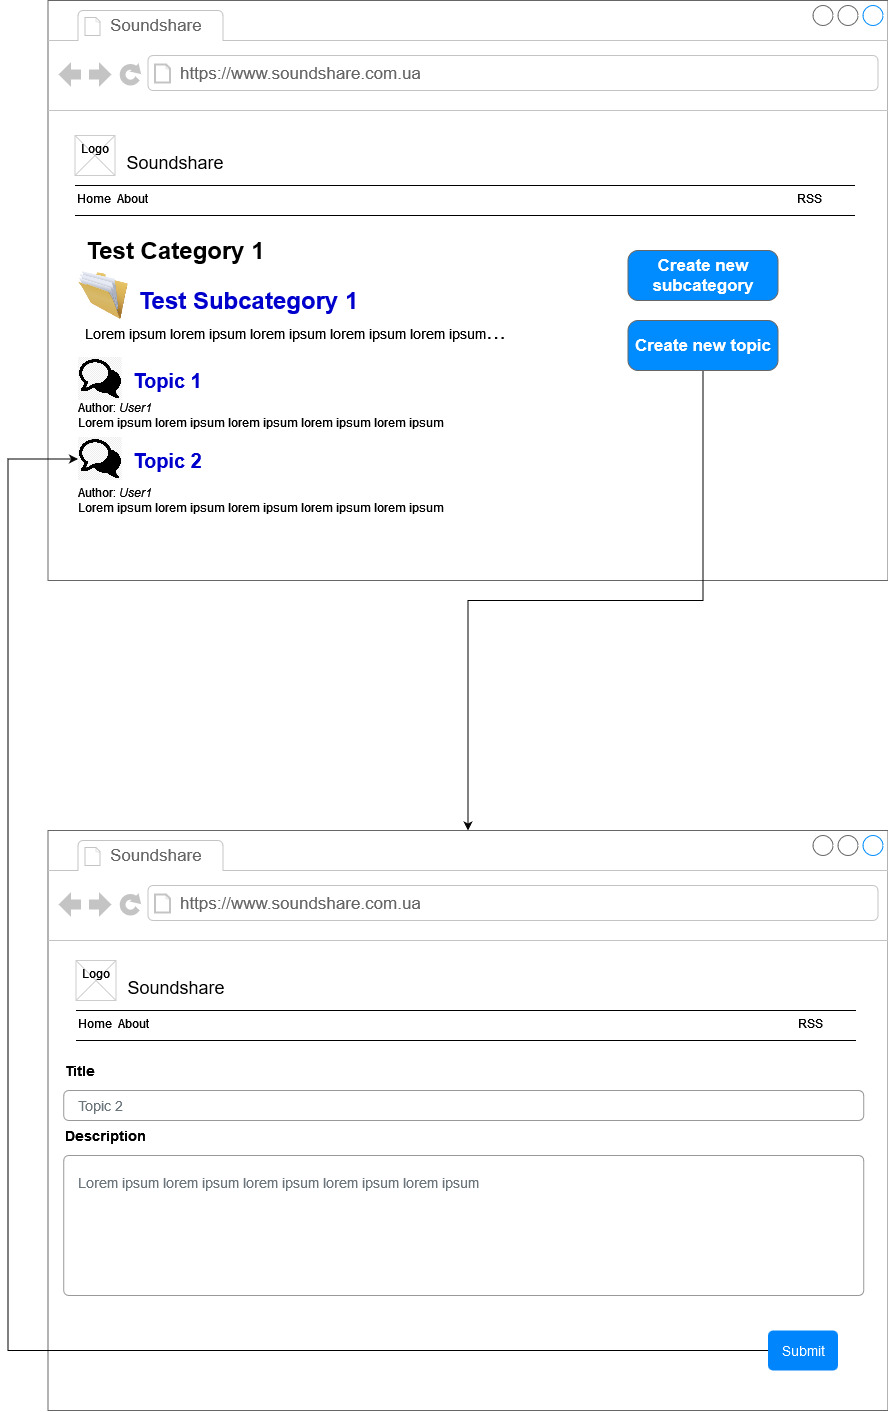 Soundshare
https://www.soundshare.com.ua
Logo
Soundshare
Home About RSS
Test Category 1
Create new
subcategory
Test Subcategory 1
Lorem ipsum lorem ipsum lorem ipsum lorem ipsum lorem ipsum...
Create new topic
Topic 1
Author: User1
Lorem ipsum lorem ipsum lorem ipsum lorem ipsum lorem ipsum
Topic 2
Author: User1
Lorem ipsum lorem ipsum lorem ipsum lorem ipsum lorem ipsum
Soundshare
https://www.soundshare.com.ua
Logo
Soundshare
Home About RSS
Title
Topic 2
Description
Lorem ipsum lorem ipsum lorem ipsum lorem ipsum lorem ipsum
Submit